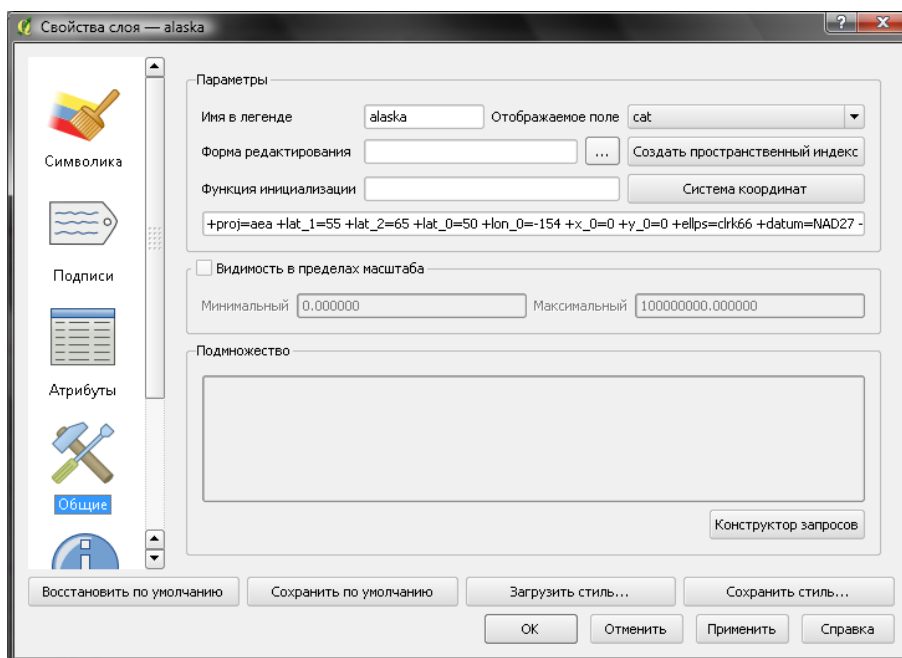 Свойства слоя — alaska
Символика
Подписи
Атрибуты
Общие
Параметры
Имя в легенде alaska Отображаемое поле cat
Форма редактирования ... Создать пространственный индекс
Функция инициализации Система координат
+proj=aea +lat_1=55 +lat_2=65 +lat_0=50 +lon_0=-154 +x_0=0 +y_0=0 +ellps=clrk66 +datum=NAD27 -
Видимость в пределах масштаба
Минимальный 0.000000 Максимальный 100000000.000000
Подмножество
Конструктор запросов
Восстановить по умолчанию Сохранить по умолчанию Загрузить стиль... Сохранить стиль...
OK Отменить Применить Справка